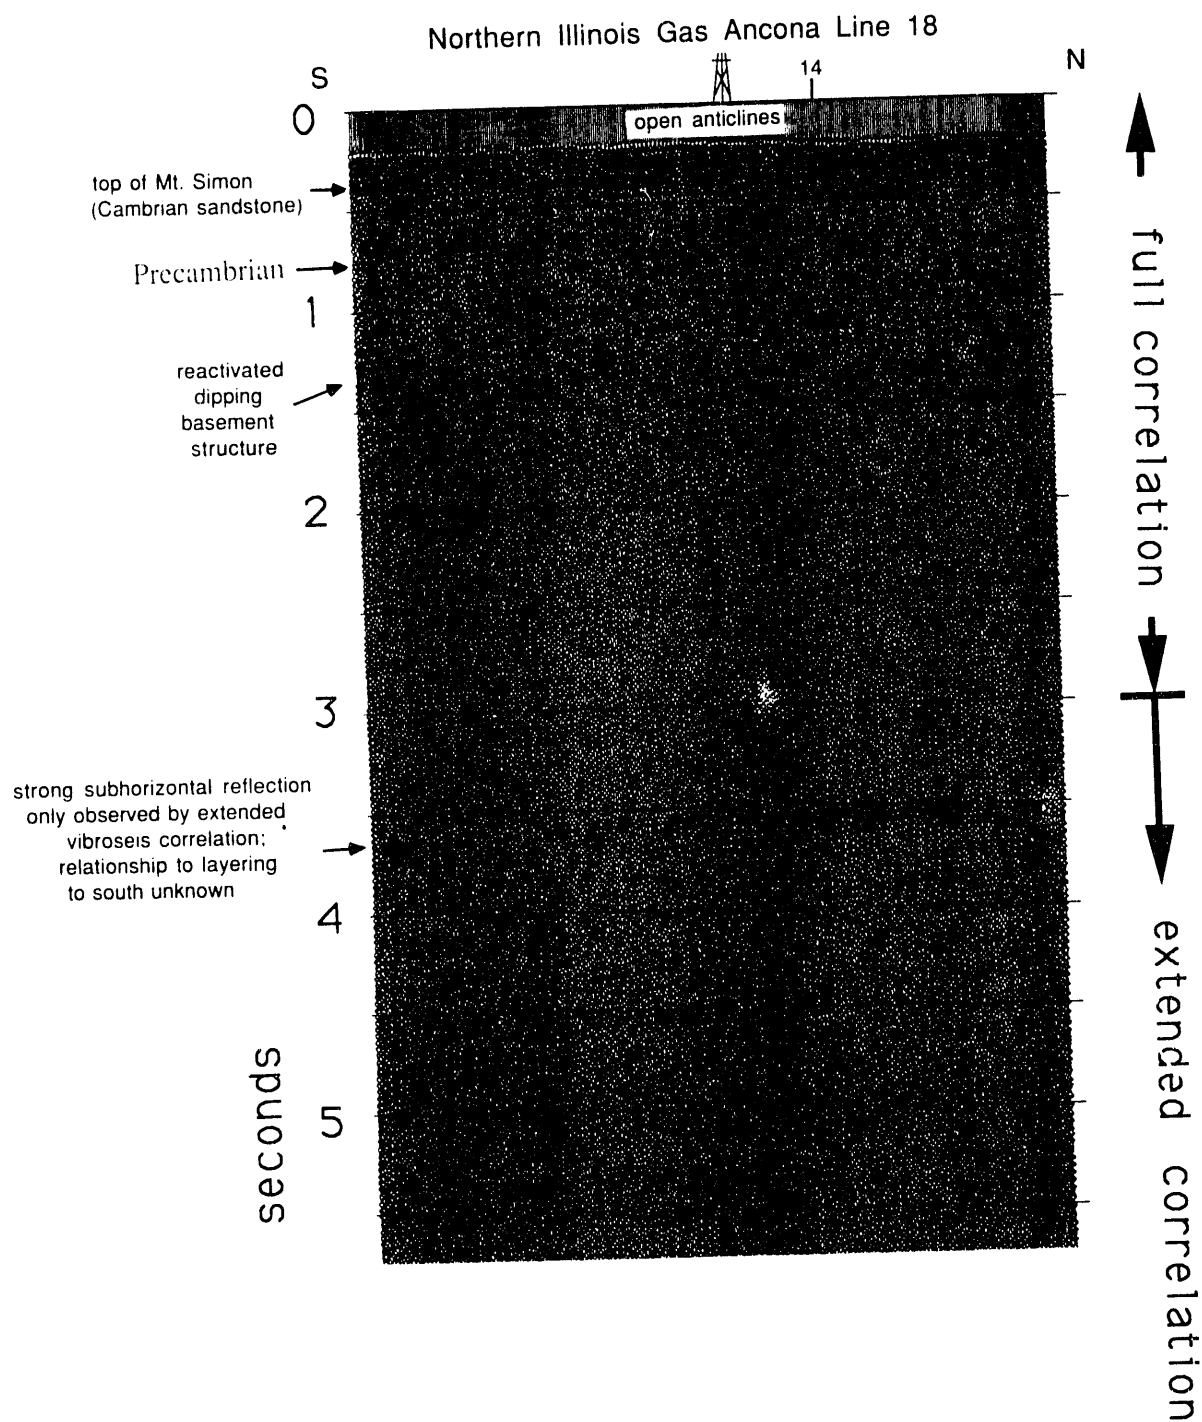 Northern Illinois Gas Ancona Line 18
S
14
N
0
open anticlines
top of Mt. Simon
(Cambrian sandstone)
Precambrian
1
reactivated
dipping
basement
structure
2
3
strong subhorizontal reflection
only observed by extended
vibroseis correlation;
relationship to layering
to south unknown
4
5
seconds
full correlation
extended correlation